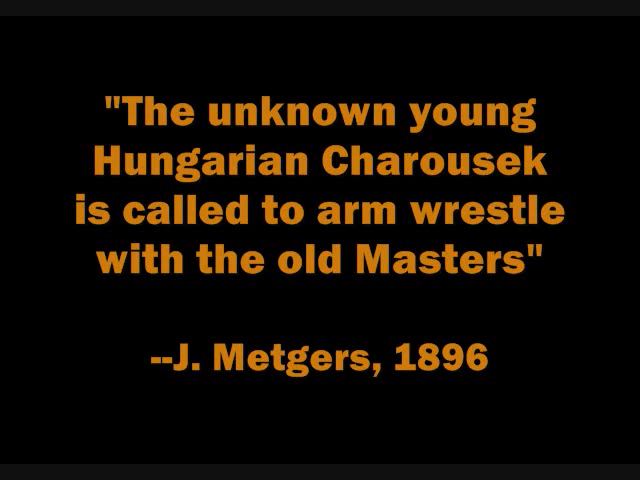 "The unknown young
Hungarian Charousek
is called to arm wrestle
with the old Masters"
--J. Metgers, 1896